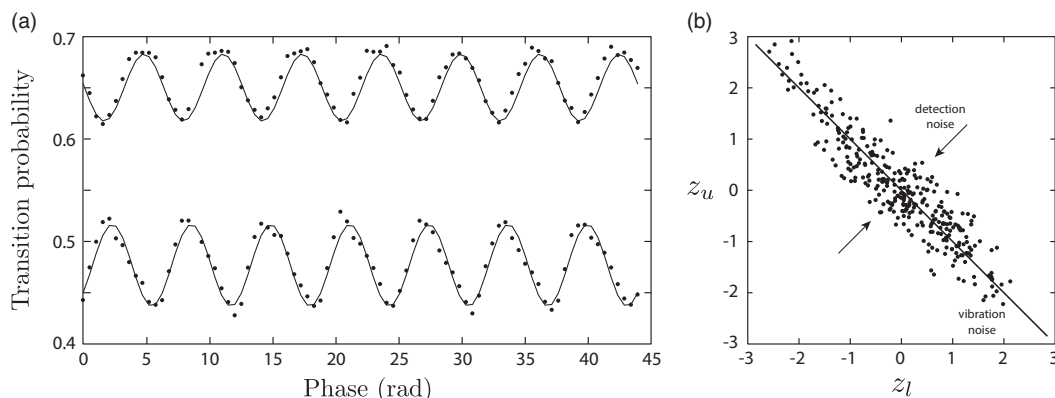 (a)
0.7
0.6
0.5
0.4
Transition probability
0 5 10 15 20 25 30 35 40 45
Phase (rad)
(b)
3
2
1
0
-1
-2
-3
z_u
detection
noise
vibration
noise
-3 -2 -1 0 1 2 3
z_l